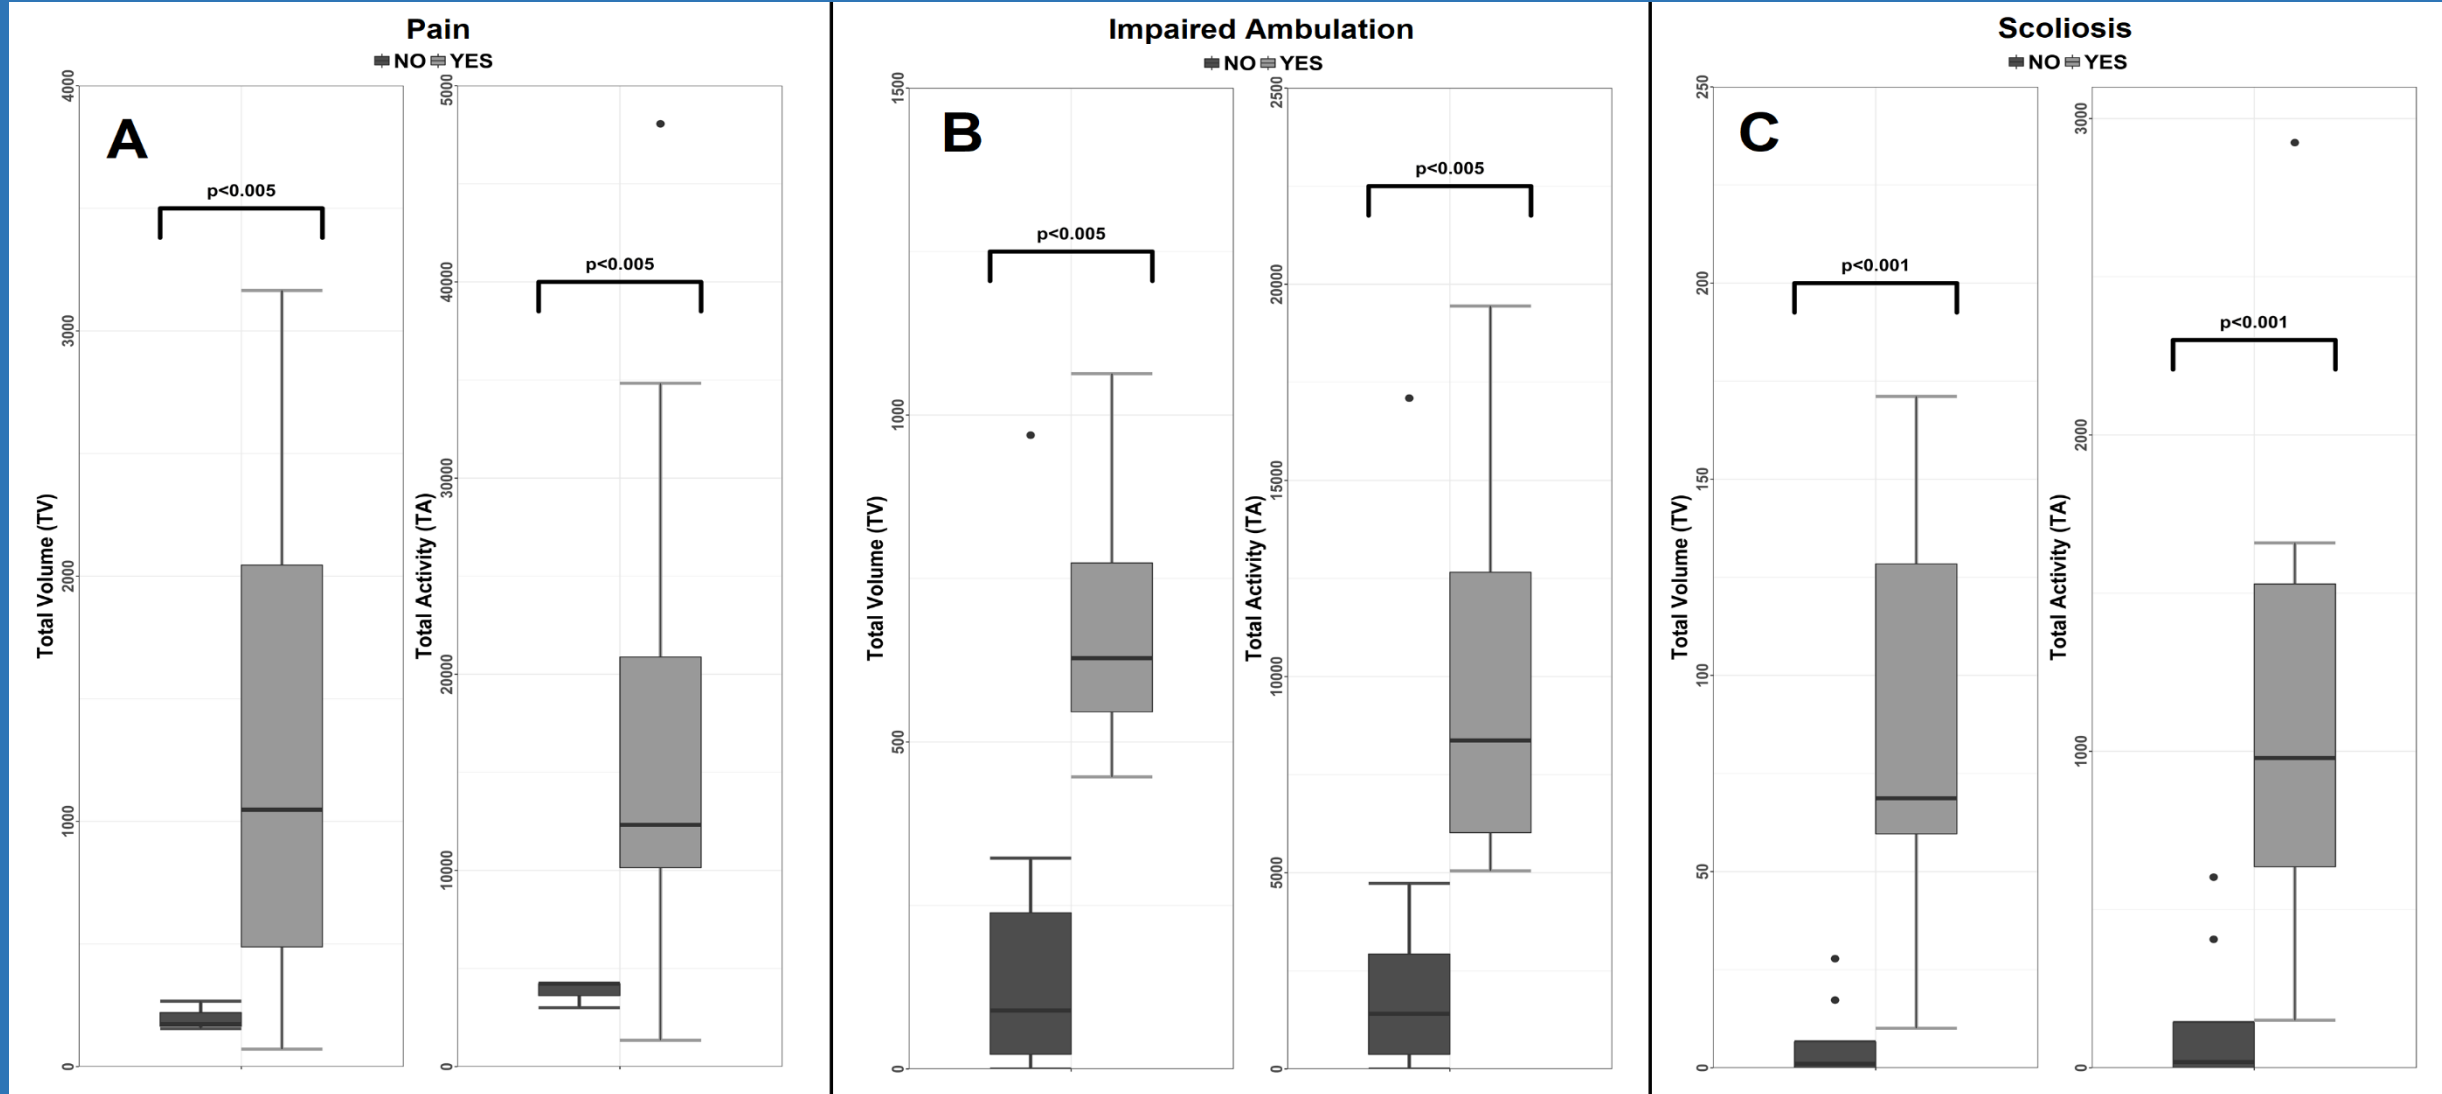 Pain
NO YES
A
Total Volume (TV)
0
1000
2000
3000
4000
p<0.005
Total Activity (TA)
0
10000
20000
30000
40000
5000
p<0.005
Impaired Ambulation
NO YES
B
Total Volume (TV)
0
500
1000
1500
p<0.005
Total Activity (TA)
0
5000
10000
15000
20000
2500
p<0.005
Scoliosis
NO YES
C
Total Volume (TV)
0
50
100
150
200
250
p<0.001
Total Activity (TA)
0
1000
2000
3000
p<0.001